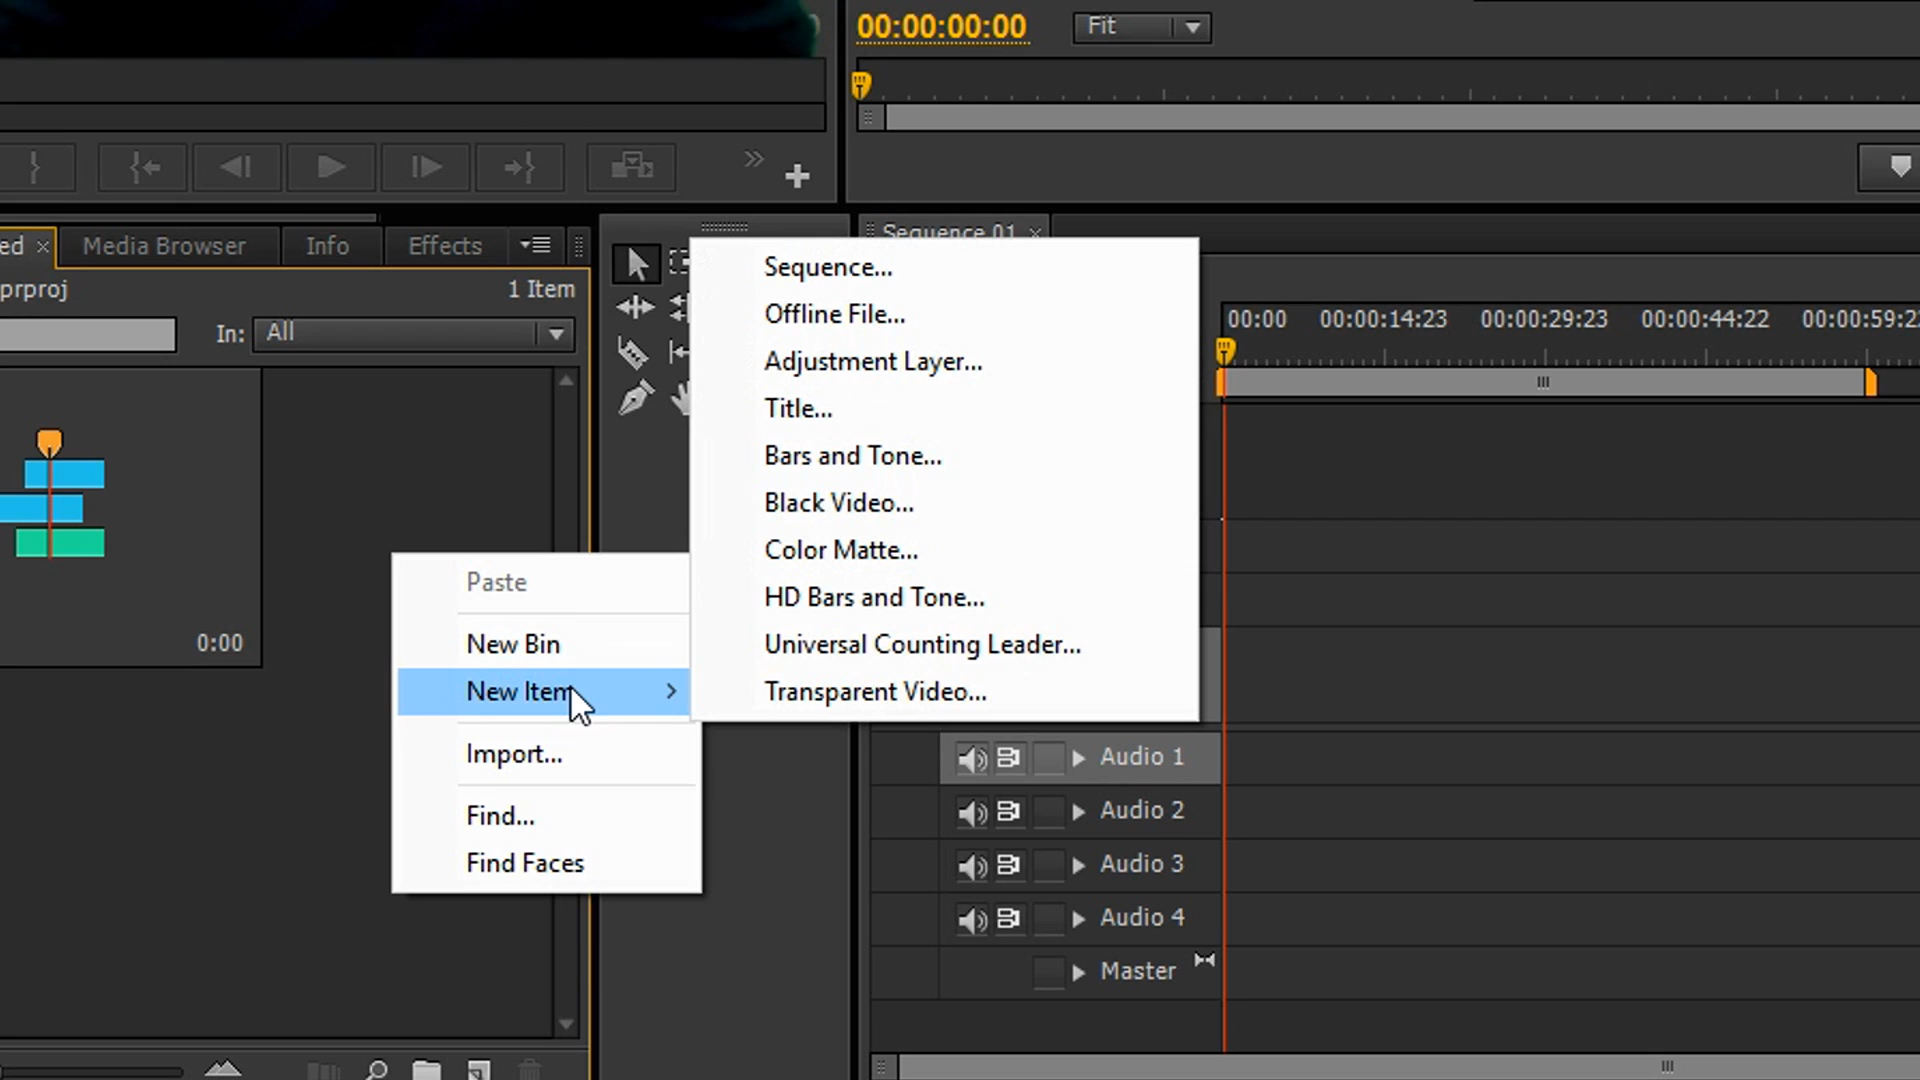 00:00:00:00
Fit
ed
Media Browser
Info
Effects
prproj
1 Item
In:
All
0:00
Paste
New Bin
New Item
Import...
Find...
Find Faces
Sequence 01
Sequence...
Offline File...
Adjustment Layer...
Title...
Bars and Tone...
Black Video...
Color Matte...
HD Bars and Tone...
Universal Counting Leader...
Transparent Video...
00:00
00:00:14:23
00:00:29:23
00:00:44:22
00:00:59:2
Audio 1
Audio 2
Audio 3
Audio 4
Master